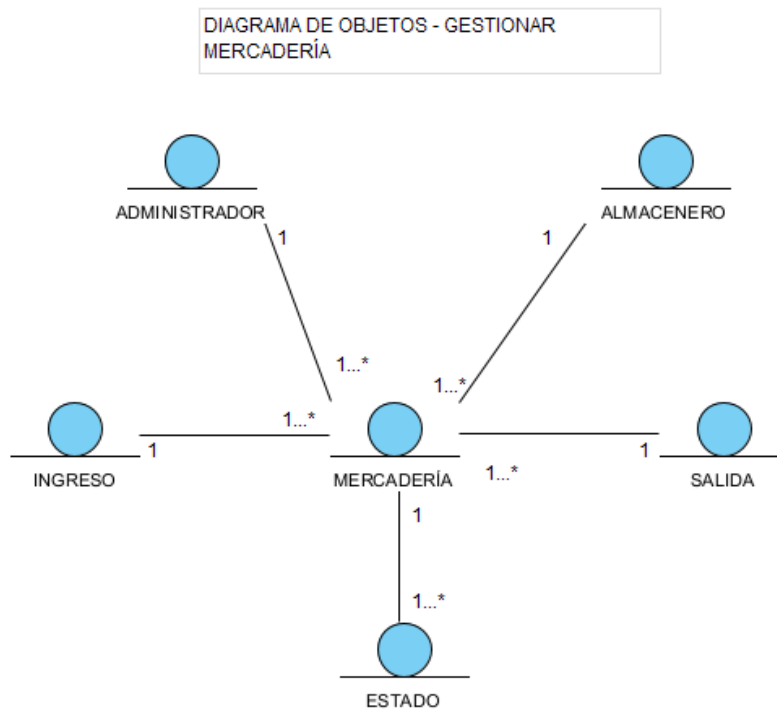 DIAGRAMA DE OBJETOS - GESTIONAR
MERCADERÍA
ADMINISTRADOR
ALMACENERO
1
1
1...*
1...*
1...*
1
1...*
1
INGRESO
MERCADERÍA
SALIDA
1
1...*
ESTADO